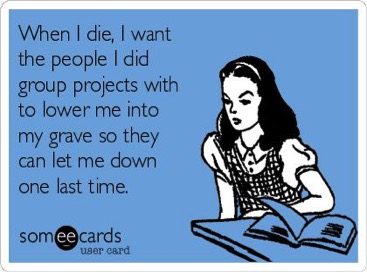 When I die, I want
the people I did
group projects with
to lower me into
my grave so they
can let me down
one last time.
someecards
user card